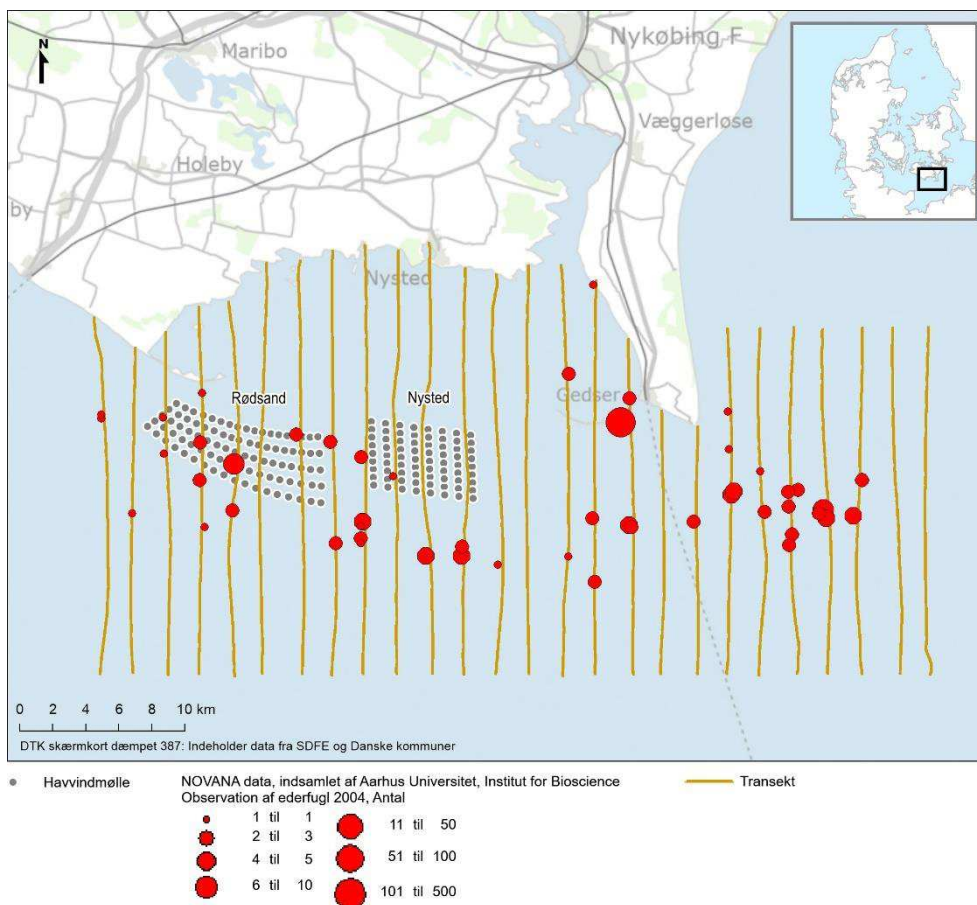 Nykøbing F
Maribo
N
Væggerløse
Holeby
by
Nysted
Rødsand
Nysted
Gedser
0 2 4 6 8 10 km
DTK skærmkort dæmpet 387: Indeholder data fra SDFE og Danske kommuner
Havvindmølle
NOVANA data, indsamlet af Aarhus Universitet, Institut for Bioscience
Transekt
Observation af ederfugl 2004, Antal
1 til 1
2 til 3
4 til 5
6 til 10
11 til 50
51 til 100
101 til 500